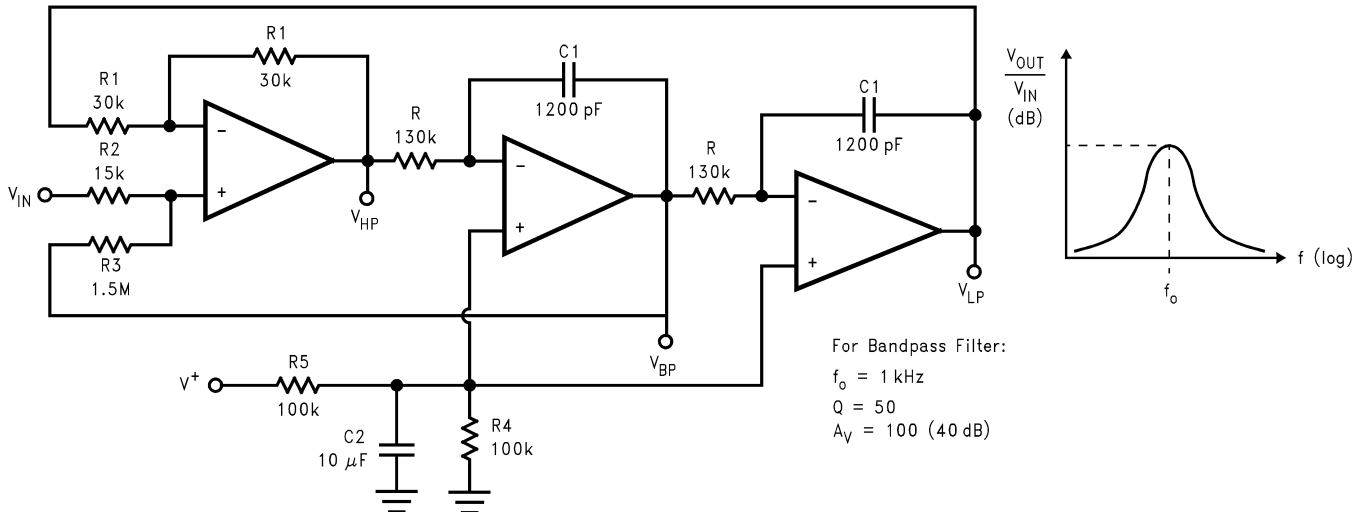 R1
30k
R1
30k
R2
15k
V_IN
R3
1.5M
-
+
V_HP
R
130k
C1
1200 pF
-
+
V_BP
R
130k
C1
1200 pF
-
+
V_LP
V+
R5
100k
C2
10 µF
R4
100k
V_OUT
V_IN
(dB)
f (log)
f_o
For Bandpass Filter:
f_o = 1 kHz
Q = 50
A_V = 100 (40 dB)